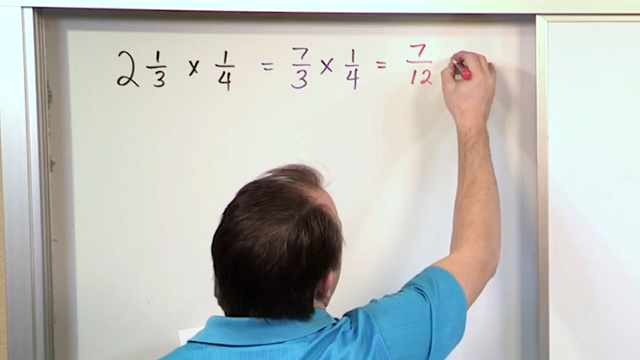 2 1/3 x 1/4 = 7/3 x 1/4 = 7/12